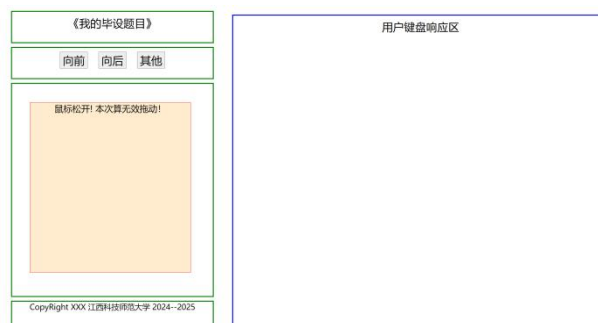 《我的毕设题目》
向前 向后 其他
鼠标松开! 本次算无效拖动!
CopyRight XXX 江西科技师范大学 2024--2025
用户键盘响应区